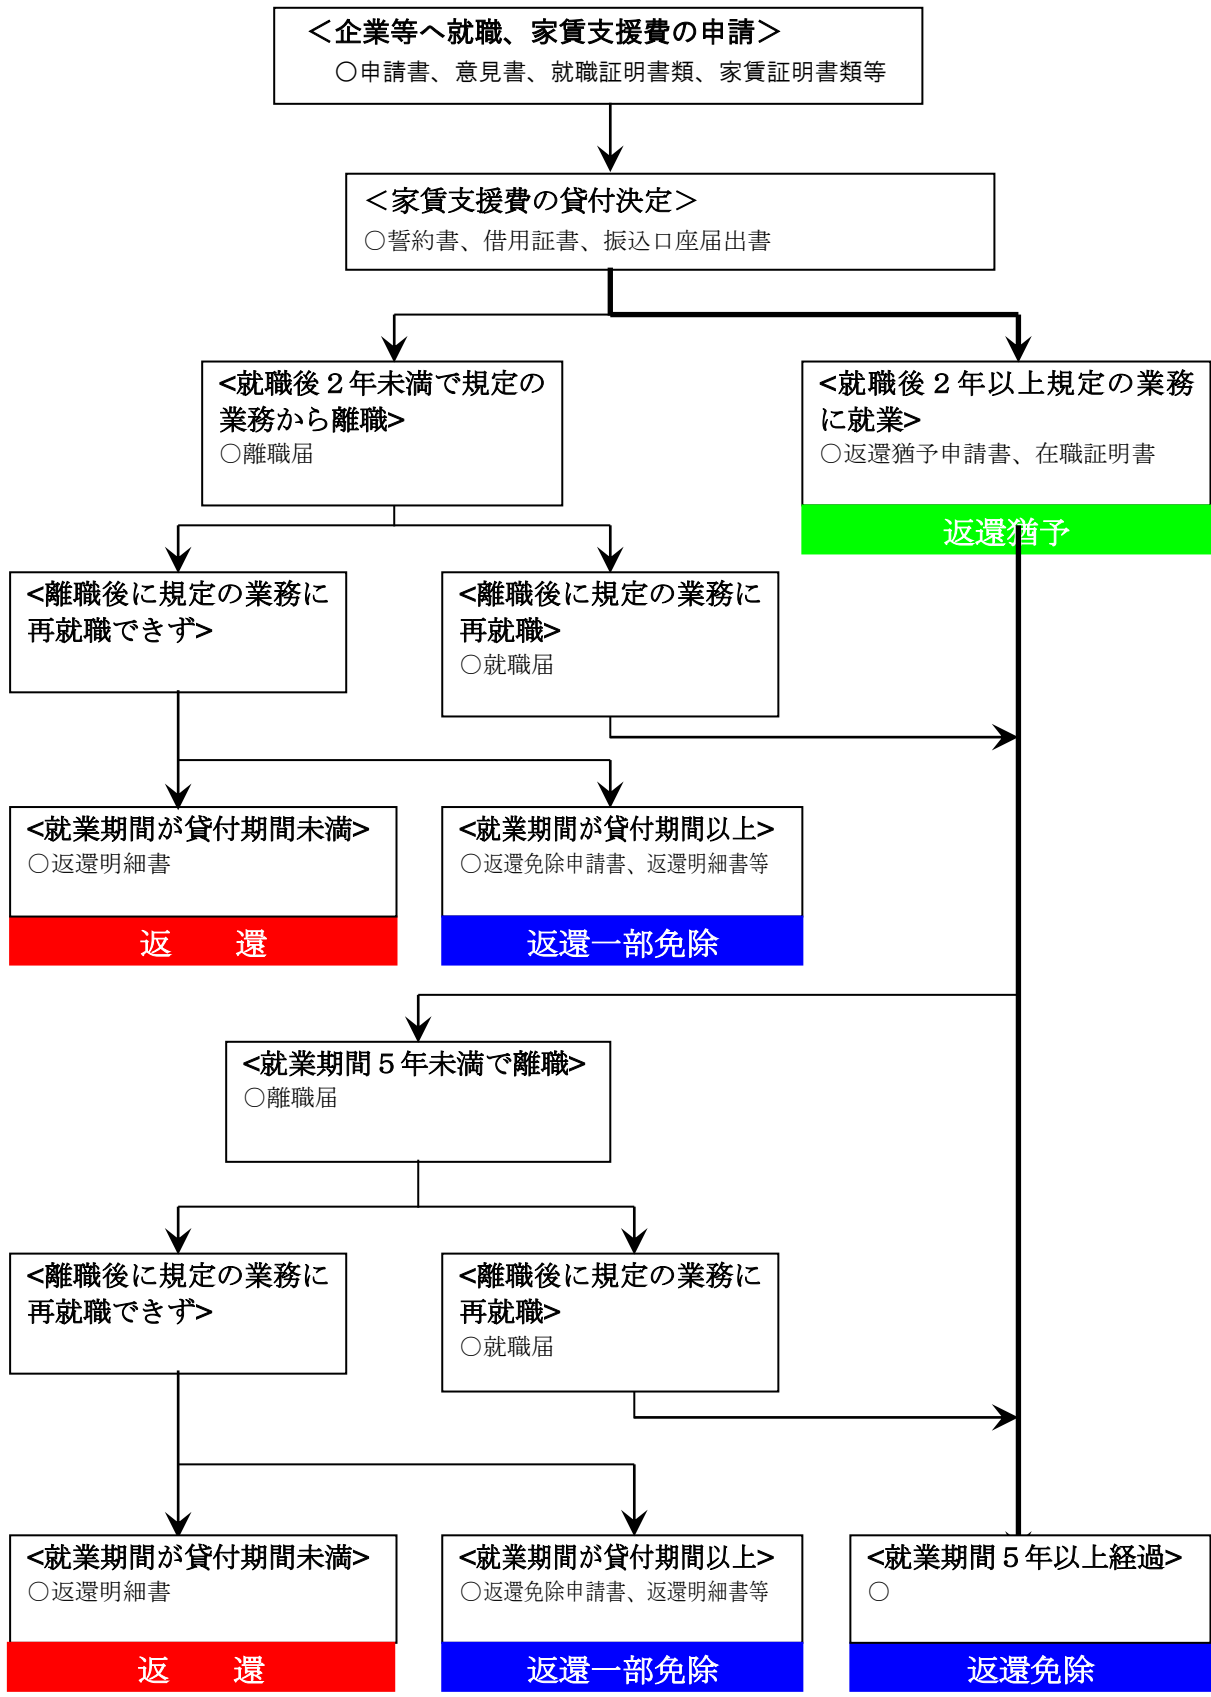 ＜企業等へ就職、家賃支援費の申請＞
○申請書、意見書、就職証明書類、家賃証明書類等
＜家賃支援費の貸付決定＞
○誓約書、借用証書、振込口座届出書
<就職後２年未満で規定の
業務から離職>
○離職届
<就職後２年以上規定の業務
に就業>
○返還猶予申請書、在職証明書
返還猶予
<離職後に規定の業務に
再就職できず>
<離職後に規定の業務に
再就職>
○就職届
<就業期間が貸付期間未満>
○返還明細書
返　　還
<就業期間が貸付期間以上>
○返還免除申請書、返還明細書等
返還一部免除
<就業期間５年未満で離職>
○離職届
<離職後に規定の業務に
再就職できず>
<離職後に規定の業務に
再就職>
○就職届
<就業期間が貸付期間未満>
○返還明細書
返　　還
<就業期間が貸付期間以上>
○返還免除申請書、返還明細書等
返還一部免除
<就業期間５年以上経過>
○
返還免除